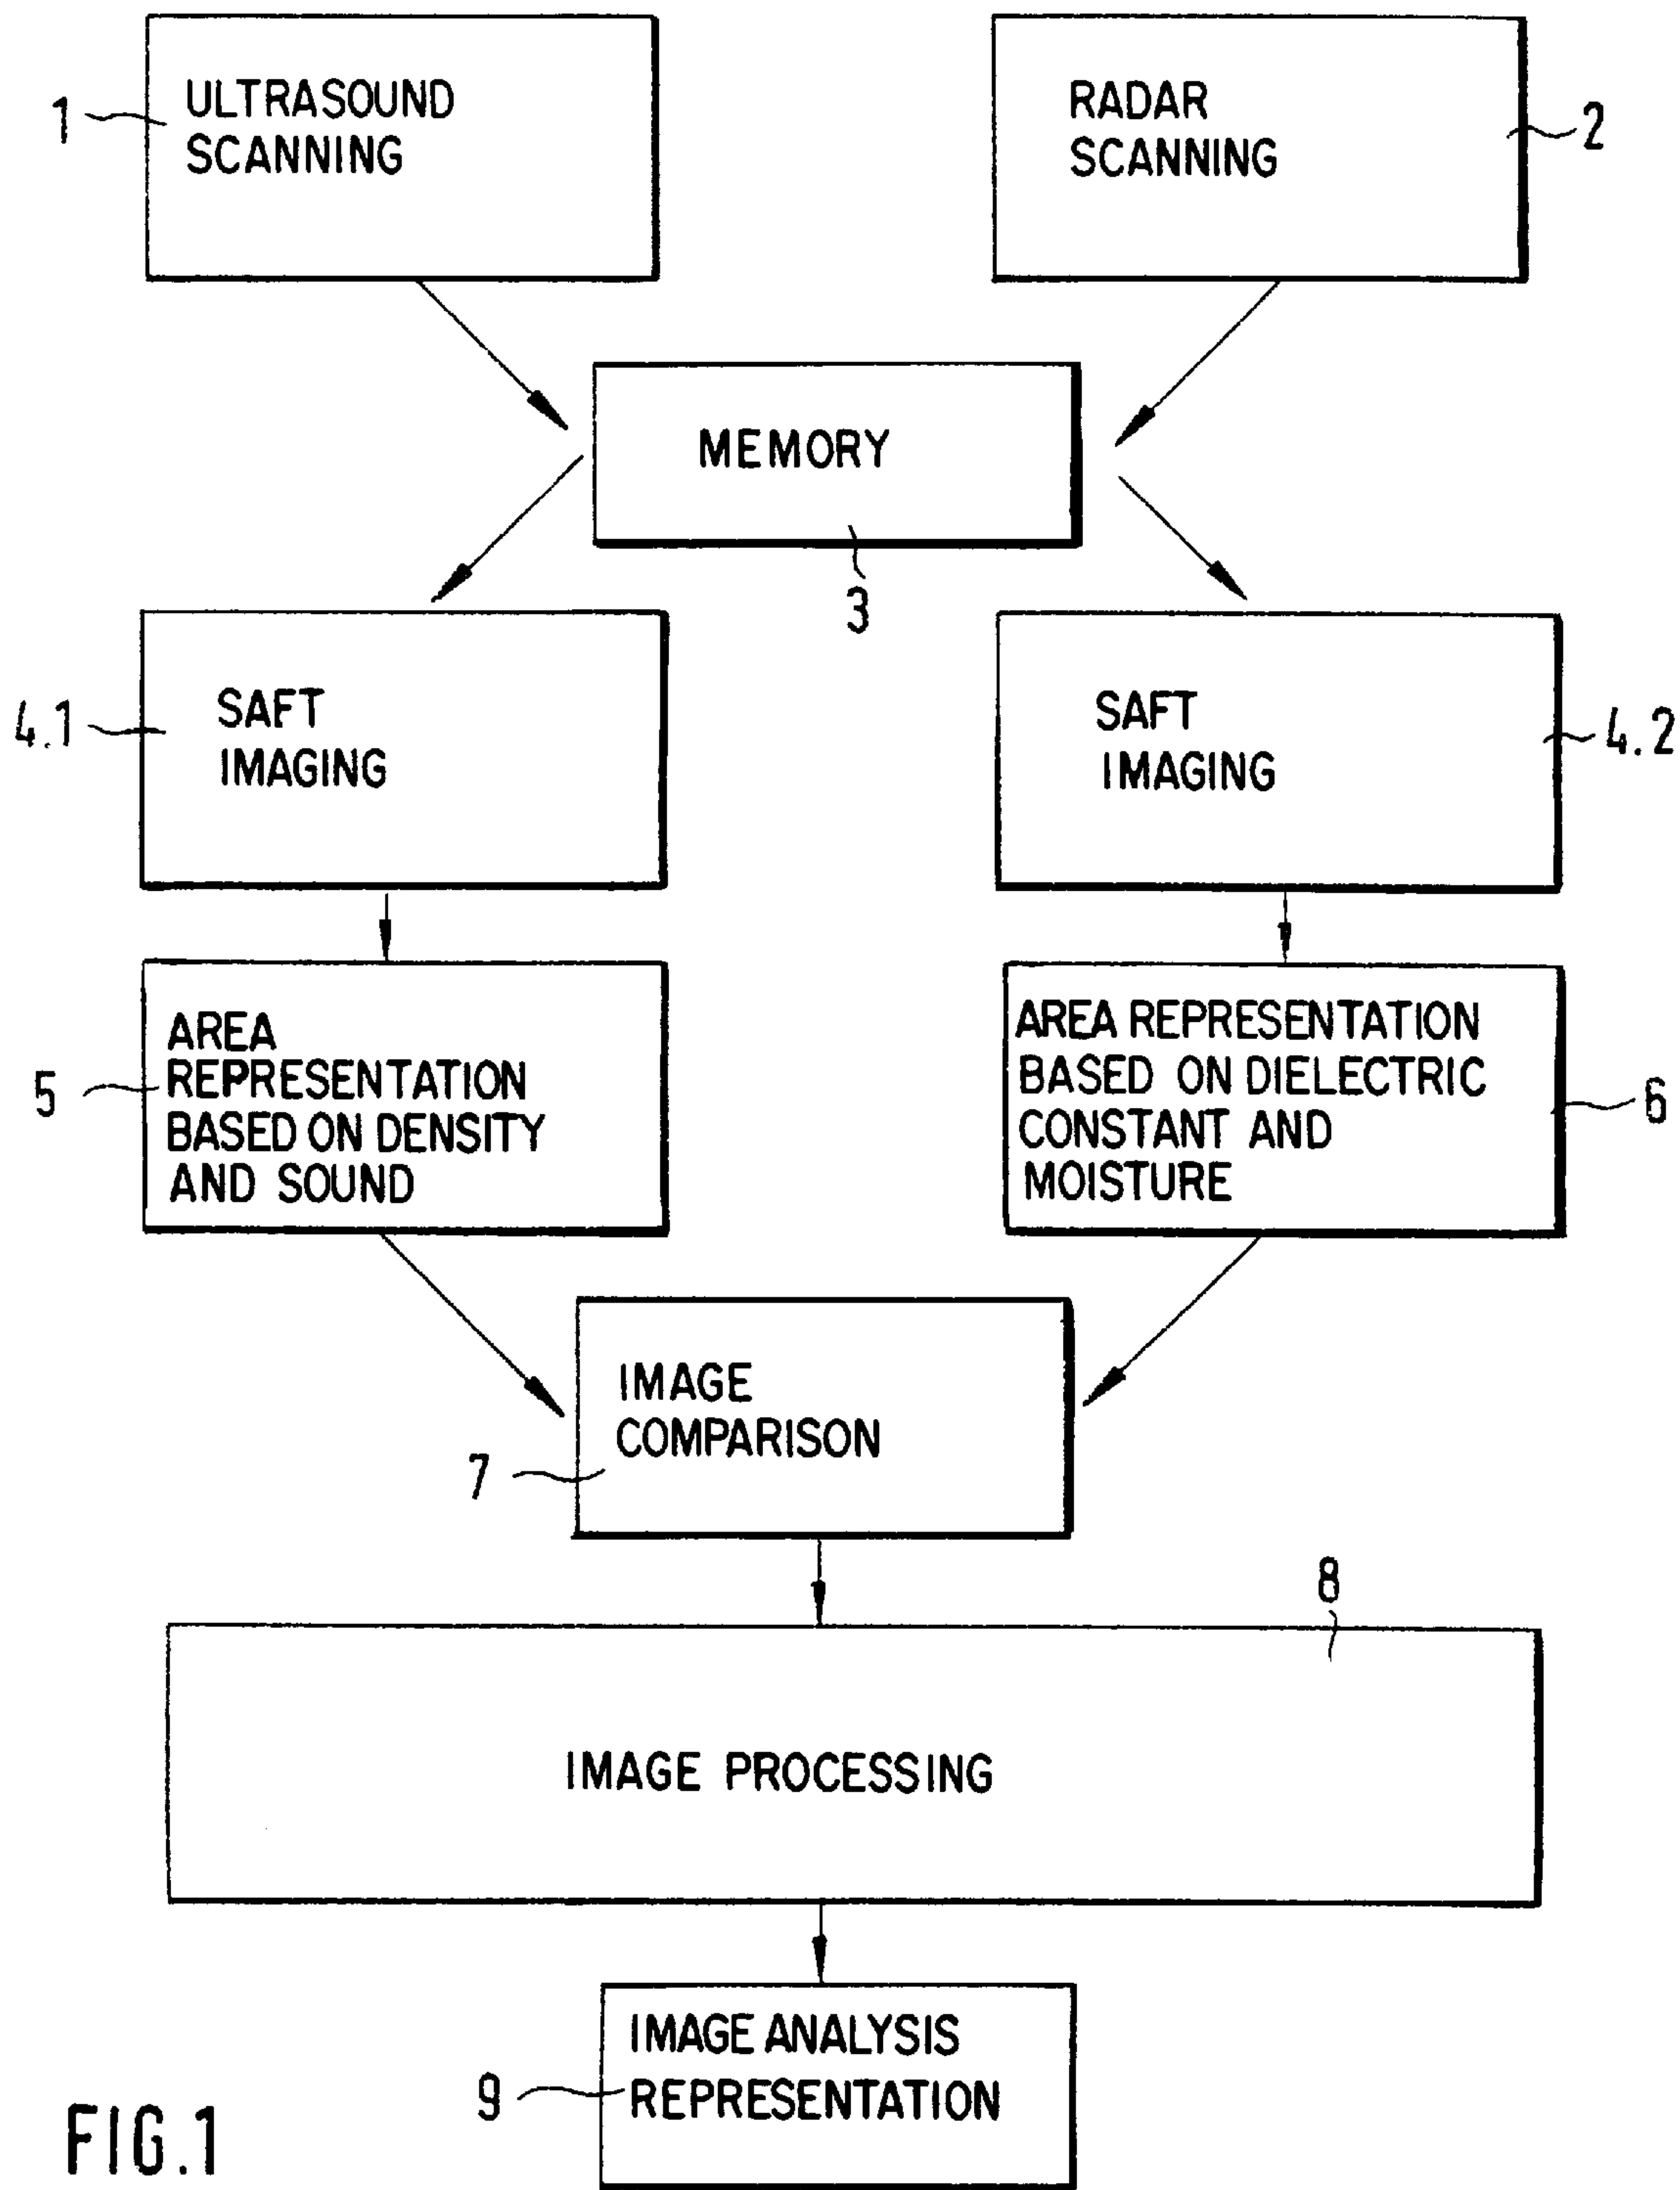 ULTRASOUND
SCANNING
1
RADAR
SCANNING
2
MEMORY
3
SAFT
IMAGING
4.1
SAFT
IMAGING
4.2
AREA
REPRESENTATION
BASED ON DENSITY
AND SOUND
5
AREA REPRESENTATION
BASED ON DIELECTRIC
CONSTANT AND
MOISTURE
6
IMAGE
COMPARISON
7
8
IMAGE PROCESSING
IMAGE ANALYSIS
REPRESENTATION
9
FIG.1